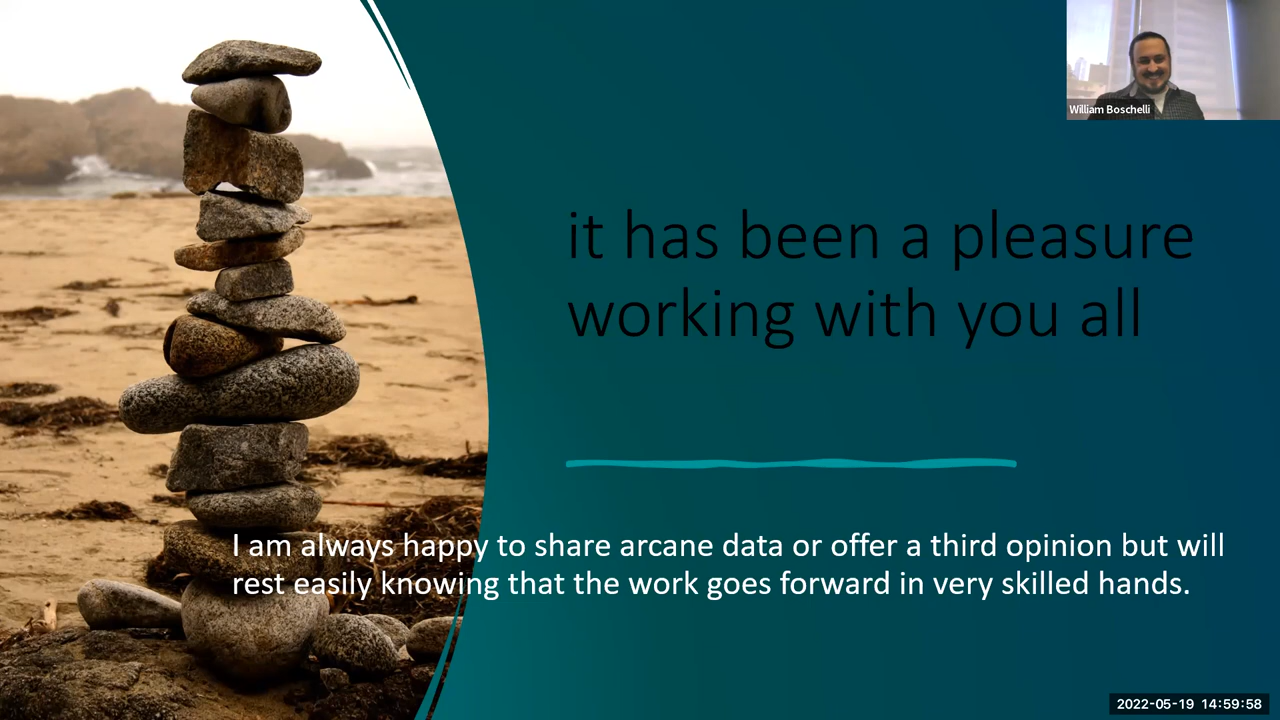 William Boschelli
it has been a pleasure
working with you all
I am always happy to share arcane data or offer a third opinion but will
rest easily knowing that the work goes forward in very skilled hands.
2022-05-19 14:59:58